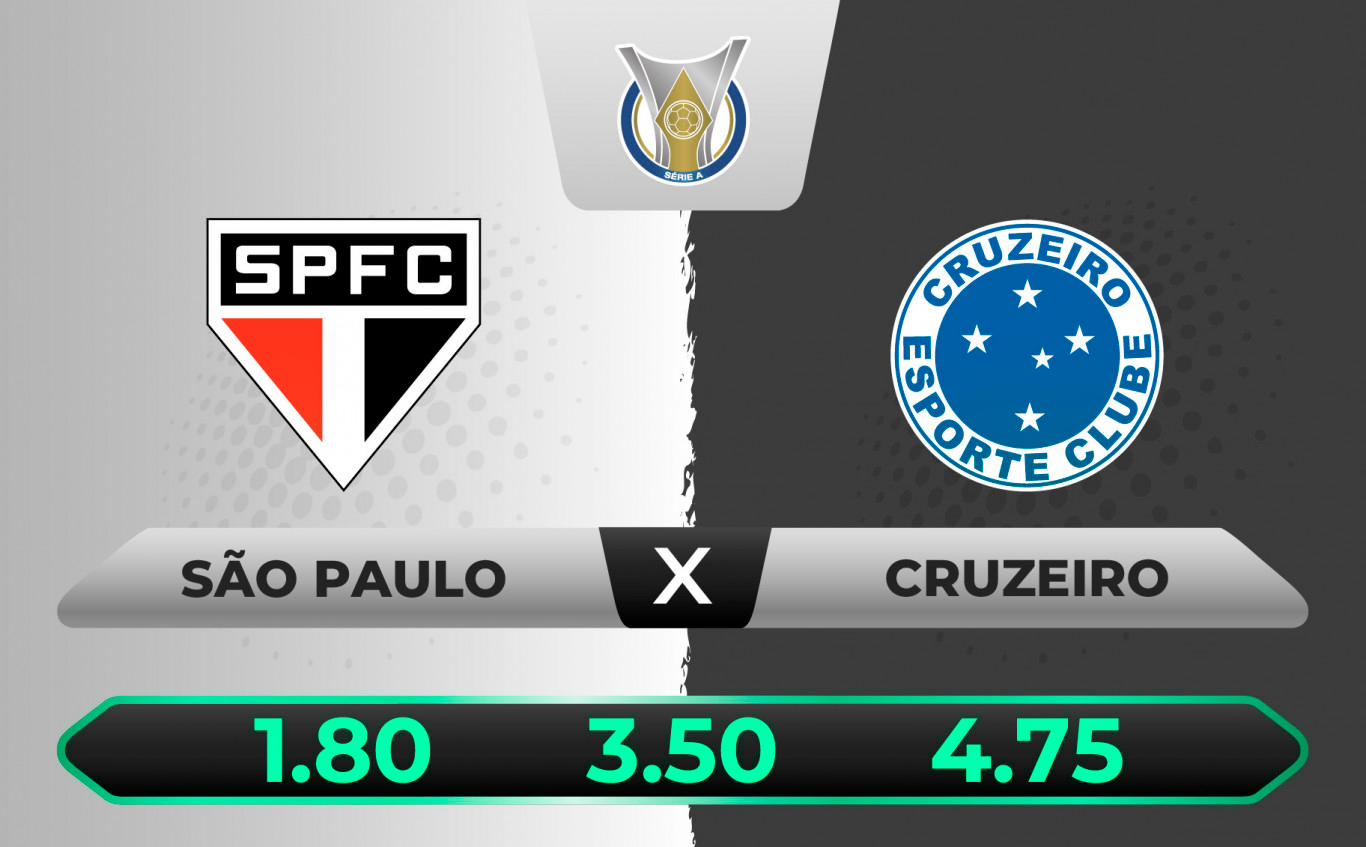 SÉRIE A
SPFC
CRUZEIRO
ESPORTE CLUBE
SÃO PAULO X CRUZEIRO
1.80 3.50 4.75